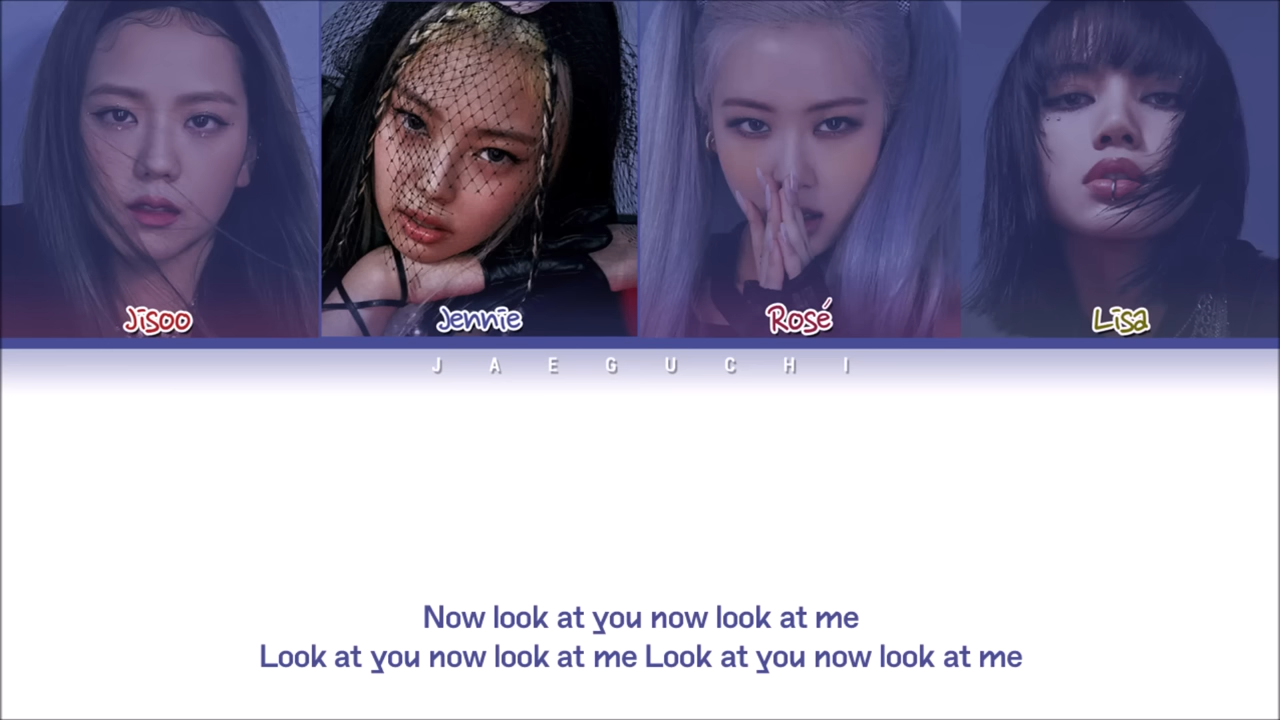 Jisoo Jennie Rosé Lisa
J A E G U C H I
Now look at you now look at me
Look at you now look at me Look at you now look at me